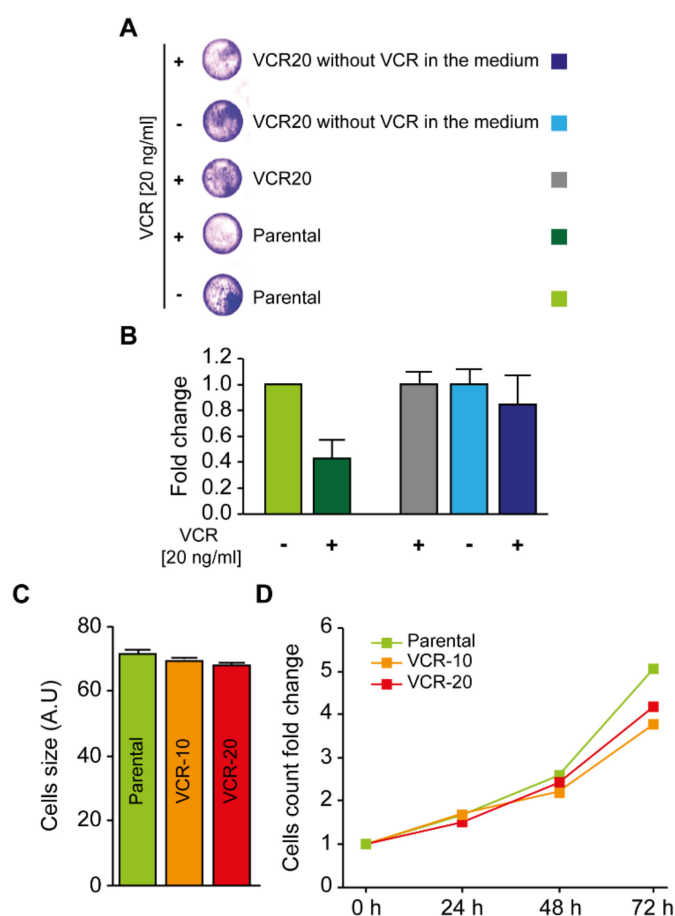 A
VCR [20 ng/ml]
+ VCR20 without VCR in the medium
- VCR20 without VCR in the medium
+ VCR20
+ Parental
- Parental
B
Fold change
1.2
1.0
0.8
0.6
0.4
0.2
0.0
VCR
[20 ng/ml]
- + + - +
C
Cells size (A.U)
80
60
40
20
0
Parental
VCR-10
VCR-20
D
Cells count fold change
6
5
4
3
2
1
0
Parental
VCR-10
VCR-20
0 h 24 h 48 h 72 h